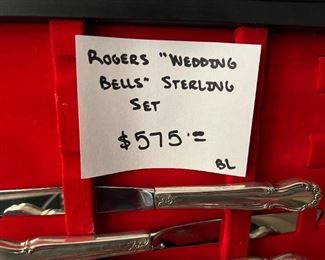 ROGERS "WEDDING
BELLS" STERLING
SET
$575.=
BL